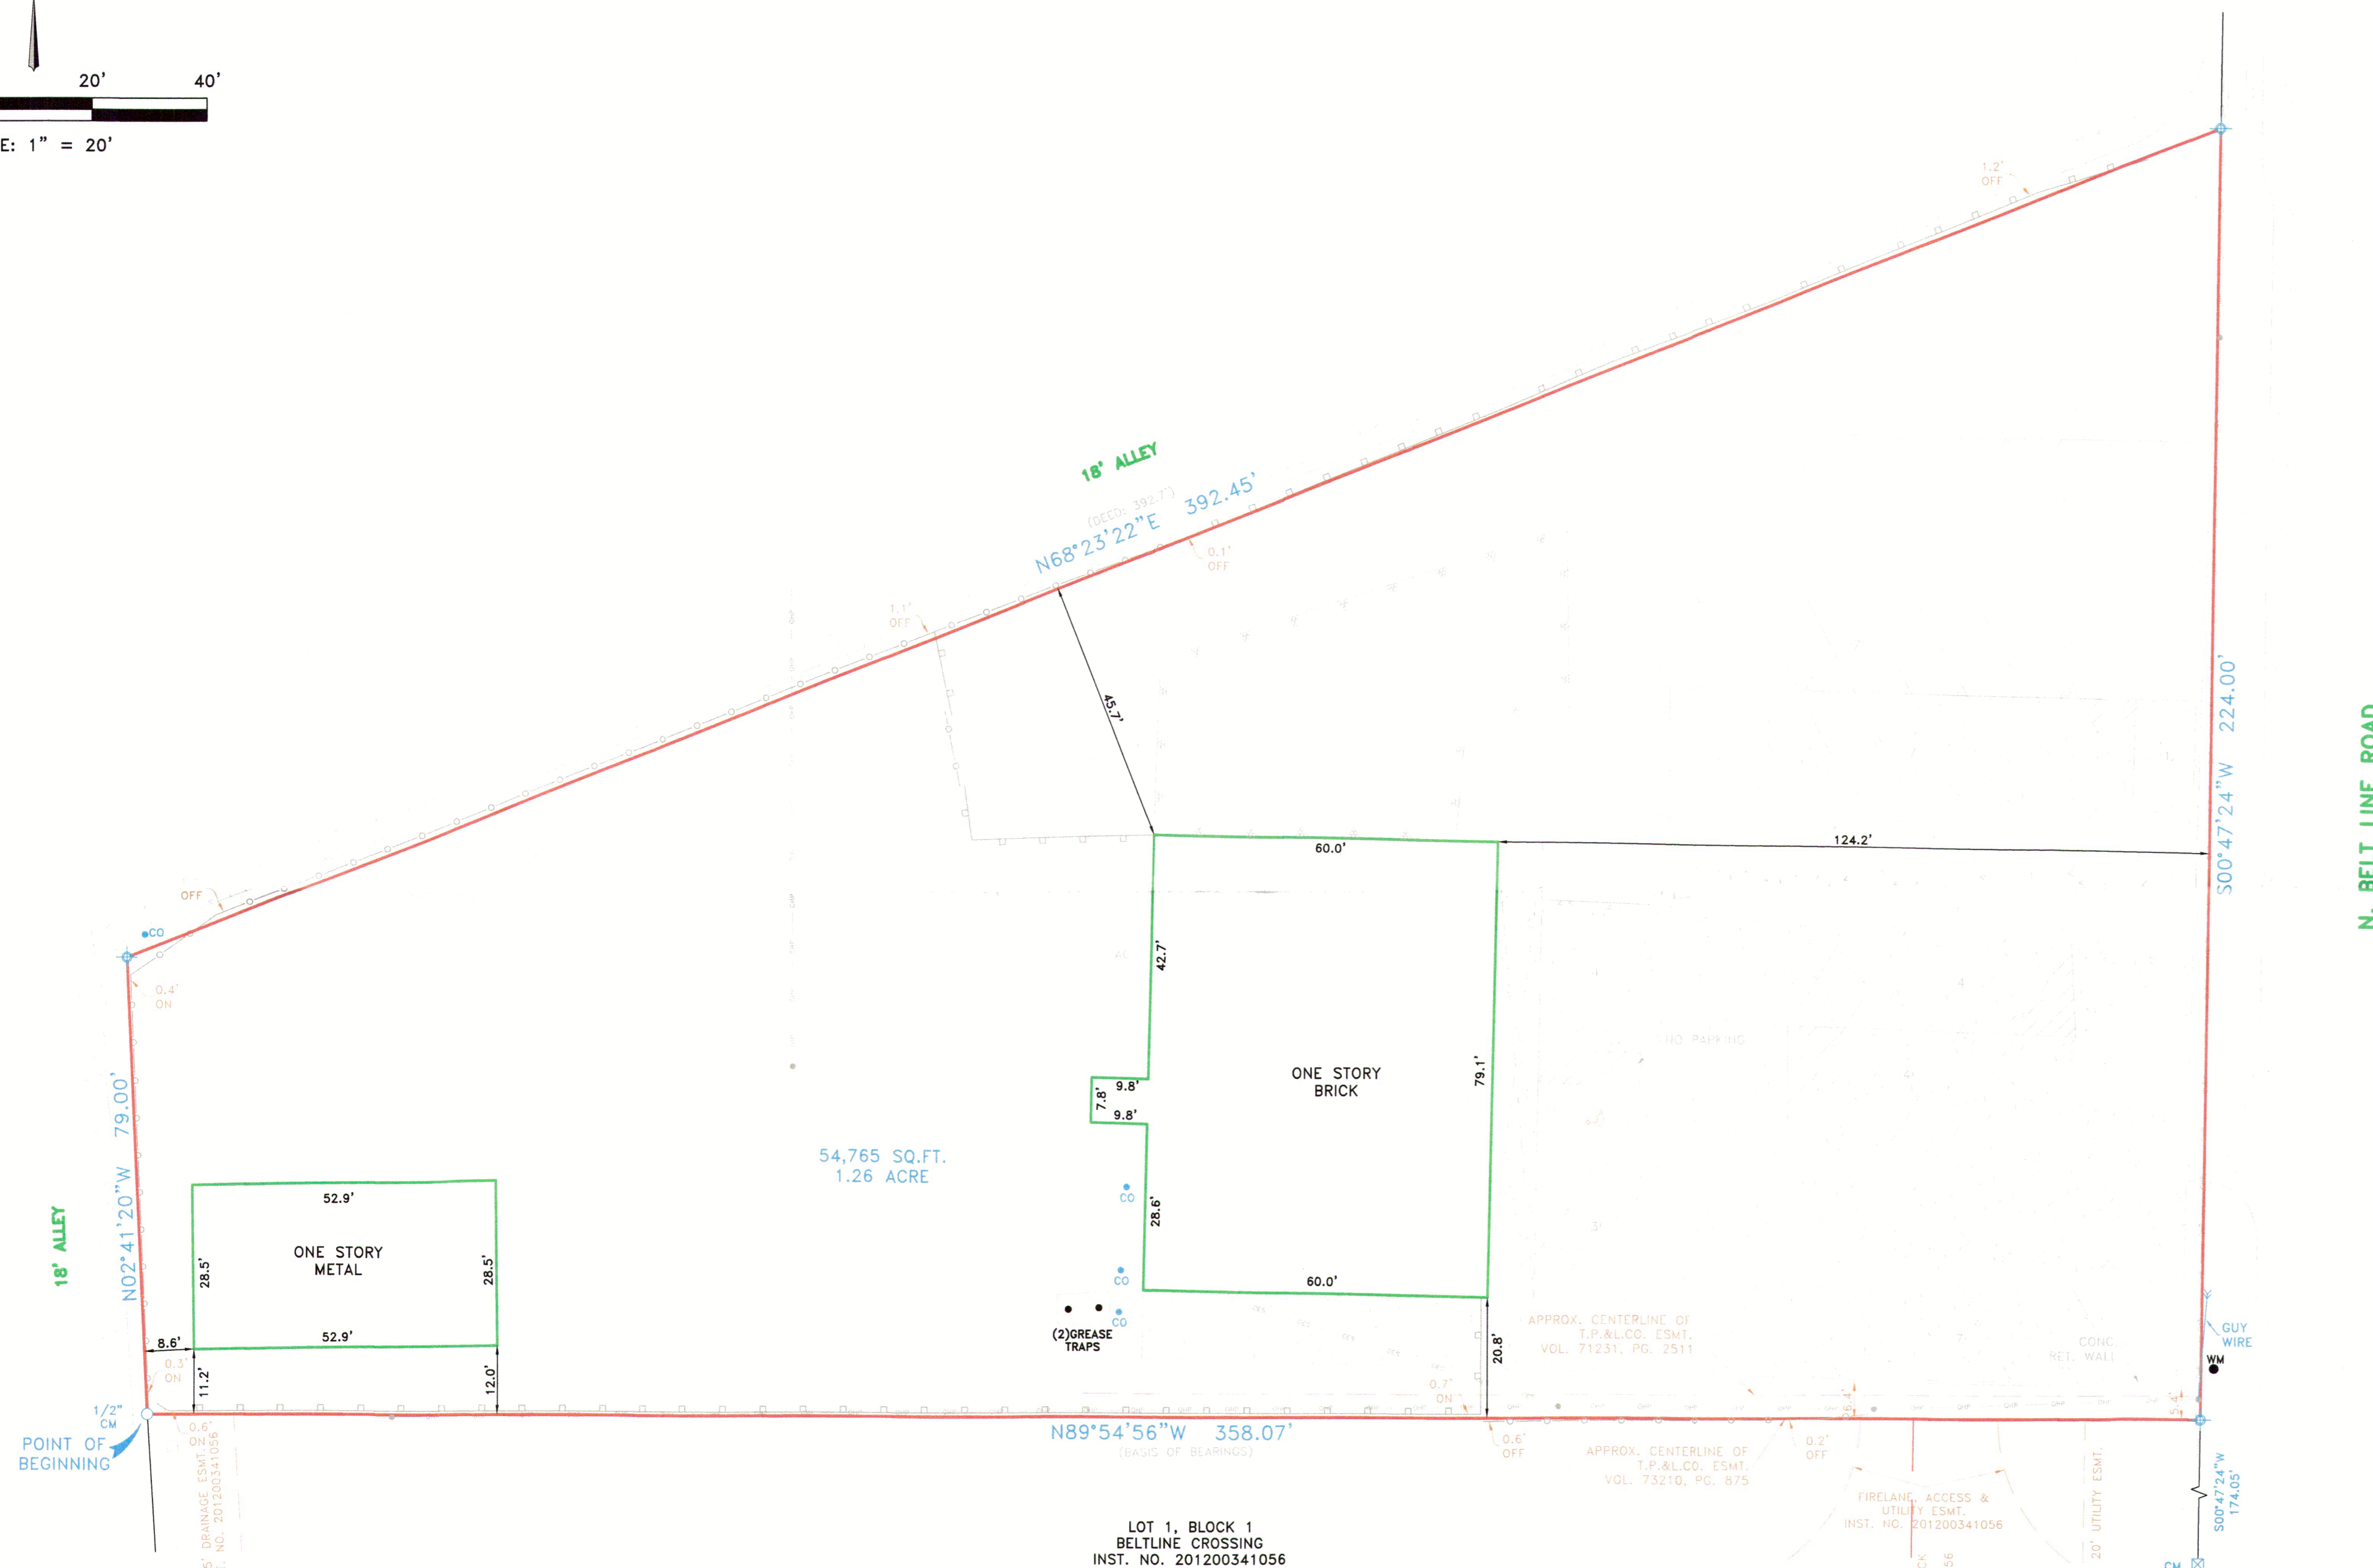 20'
40'
E: 1" = 20'
1.2'
OFF
18' ALLEY
(DEED: 392.7')
N68°23'22"E 392.45'
0.1'
OFF
1.1'
OFF
45.7'
S00°47'24"W 224.00'
N. BELT LINE ROAD
60.0'
124.2'
OFF
CO
0.4'
ON
42.7'
9.8'
7.8'
9.8'
ONE STORY
BRICK
79.1'
NO PARKING
N02°41'20"W 79.00'
18' ALLEY
54,765 SQ.FT.
1.26 ACRE
CO
28.6'
52.9'
ONE STORY
METAL
28.5'
28.5'
CO
60.0'
CO
(2)GREASE
TRAPS
52.9'
8.6'
0.3'
ON
11.2'
12.0'
20.8'
APPROX. CENTERLINE OF
T.P.&L.CO. ESMT.
VOL. 71231, PG. 2511
CONC.
RET. WALL
GUY
WIRE
WM
0.7'
ON
5.4'
1/2"
CM
POINT OF
BEGINNING
0.6'
ON
5' DRAINAGE ESMT.
. NO. 201200341056
OHP
N89°54'56"W 358.07'
(BASIS OF BEARINGS)
0.6'
OFF
APPROX. CENTERLINE OF
T.P.&L.CO. ESMT.
VOL. 73210, PG. 875
0.2'
OFF
FIRELANE, ACCESS &
UTILITY ESMT.
INST. NO. 201200341056
20' UTILITY ESMT.
S00°47'24"W
174.05'
LOT 1, BLOCK 1
BELTLINE CROSSING
INST. NO. 201200341056
CM